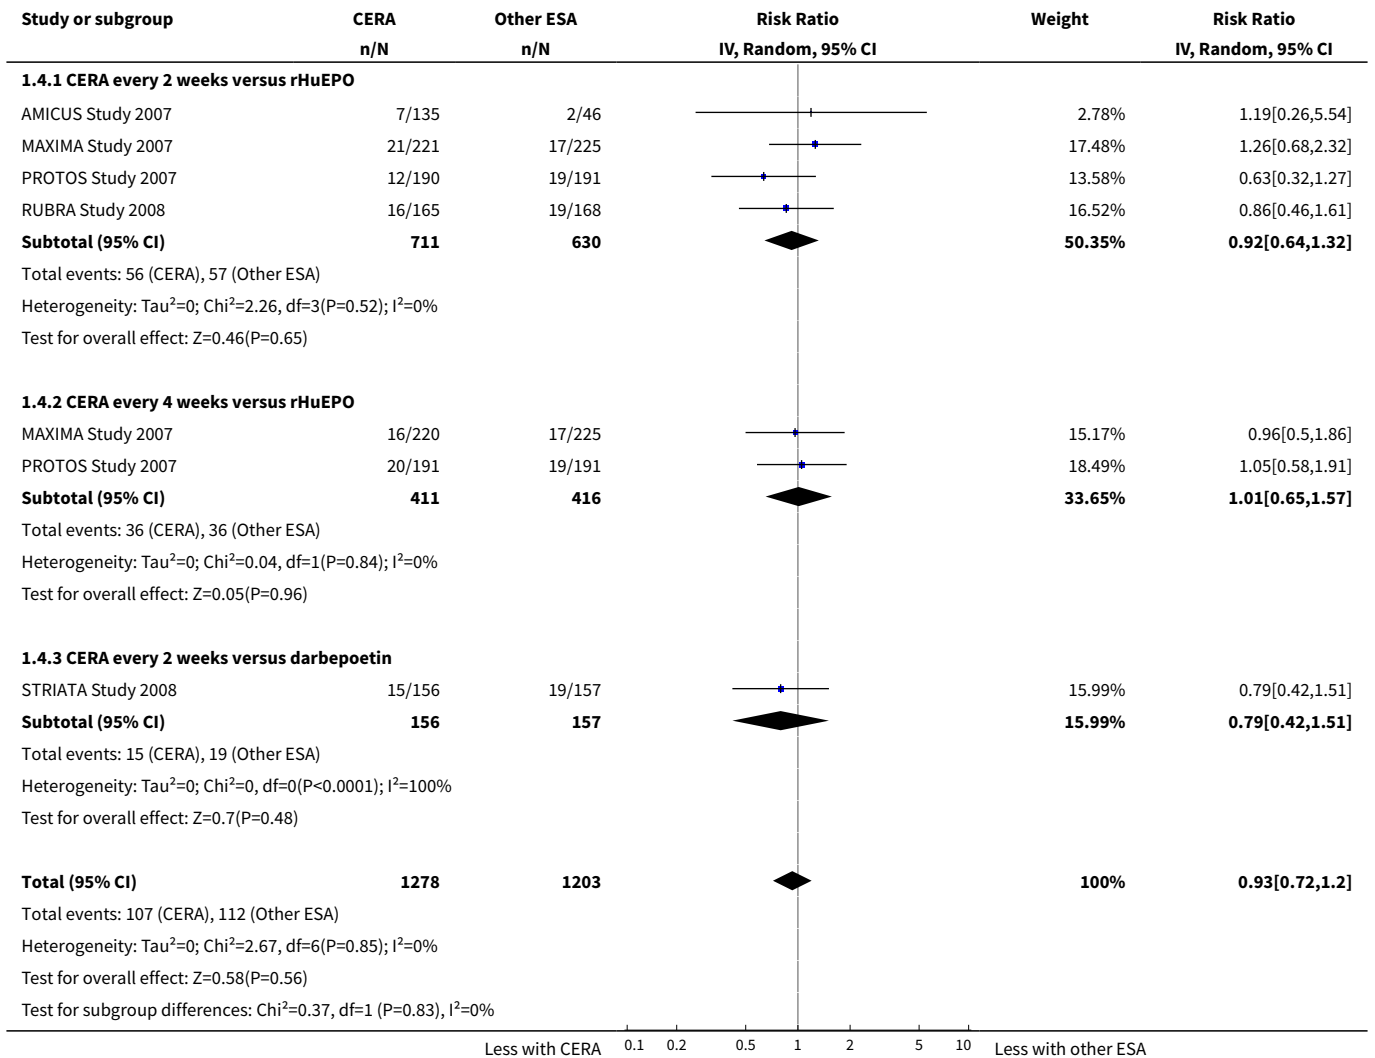 Study or subgroup CERA Other ESA Risk Ratio Weight Risk Ratio
n/N n/N IV, Random, 95% CI IV, Random, 95% CI
1.4.1 CERA every 2 weeks versus rHuEPO
AMICUS Study 2007 7/135 2/46 2.78% 1.19[0.26,5.54]
MAXIMA Study 2007 21/221 17/225 17.48% 1.26[0.68,2.32]
PROTOS Study 2007 12/190 19/191 13.58% 0.63[0.32,1.27]
RUBRA Study 2008 16/165 19/168 16.52% 0.86[0.46,1.61]
Subtotal (95% CI) 711 630 50.35% 0.92[0.64,1.32]
Total events: 56 (CERA), 57 (Other ESA)
Heterogeneity: Tau²=0; Chi²=2.26, df=3(P=0.52); I²=0%
Test for overall effect: Z=0.46(P=0.65)
1.4.2 CERA every 4 weeks versus rHuEPO
MAXIMA Study 2007 16/220 17/225 15.17% 0.96[0.5,1.86]
PROTOS Study 2007 20/191 19/191 18.49% 1.05[0.58,1.91]
Subtotal (95% CI) 411 416 33.65% 1.01[0.65,1.57]
Total events: 36 (CERA), 36 (Other ESA)
Heterogeneity: Tau²=0; Chi²=0.04, df=1(P=0.84); I²=0%
Test for overall effect: Z=0.05(P=0.96)
1.4.3 CERA every 2 weeks versus darbepoetin
STRIATA Study 2008 15/156 19/157 15.99% 0.79[0.42,1.51]
Subtotal (95% CI) 156 157 15.99% 0.79[0.42,1.51]
Total events: 15 (CERA), 19 (Other ESA)
Heterogeneity: Tau²=0; Chi²=0, df=0(P<0.0001); I²=100%
Test for overall effect: Z=0.7(P=0.48)
Total (95% CI) 1278 1203 100% 0.93[0.72,1.2]
Total events: 107 (CERA), 112 (Other ESA)
Heterogeneity: Tau²=0; Chi²=2.67, df=6(P=0.85); I²=0%
Test for overall effect: Z=0.58(P=0.56)
Test for subgroup differences: Chi²=0.37, df=1 (P=0.83), I²=0%
Less with CERA 0.1 0.2 0.5 1 2 5 10 Less with other ESA